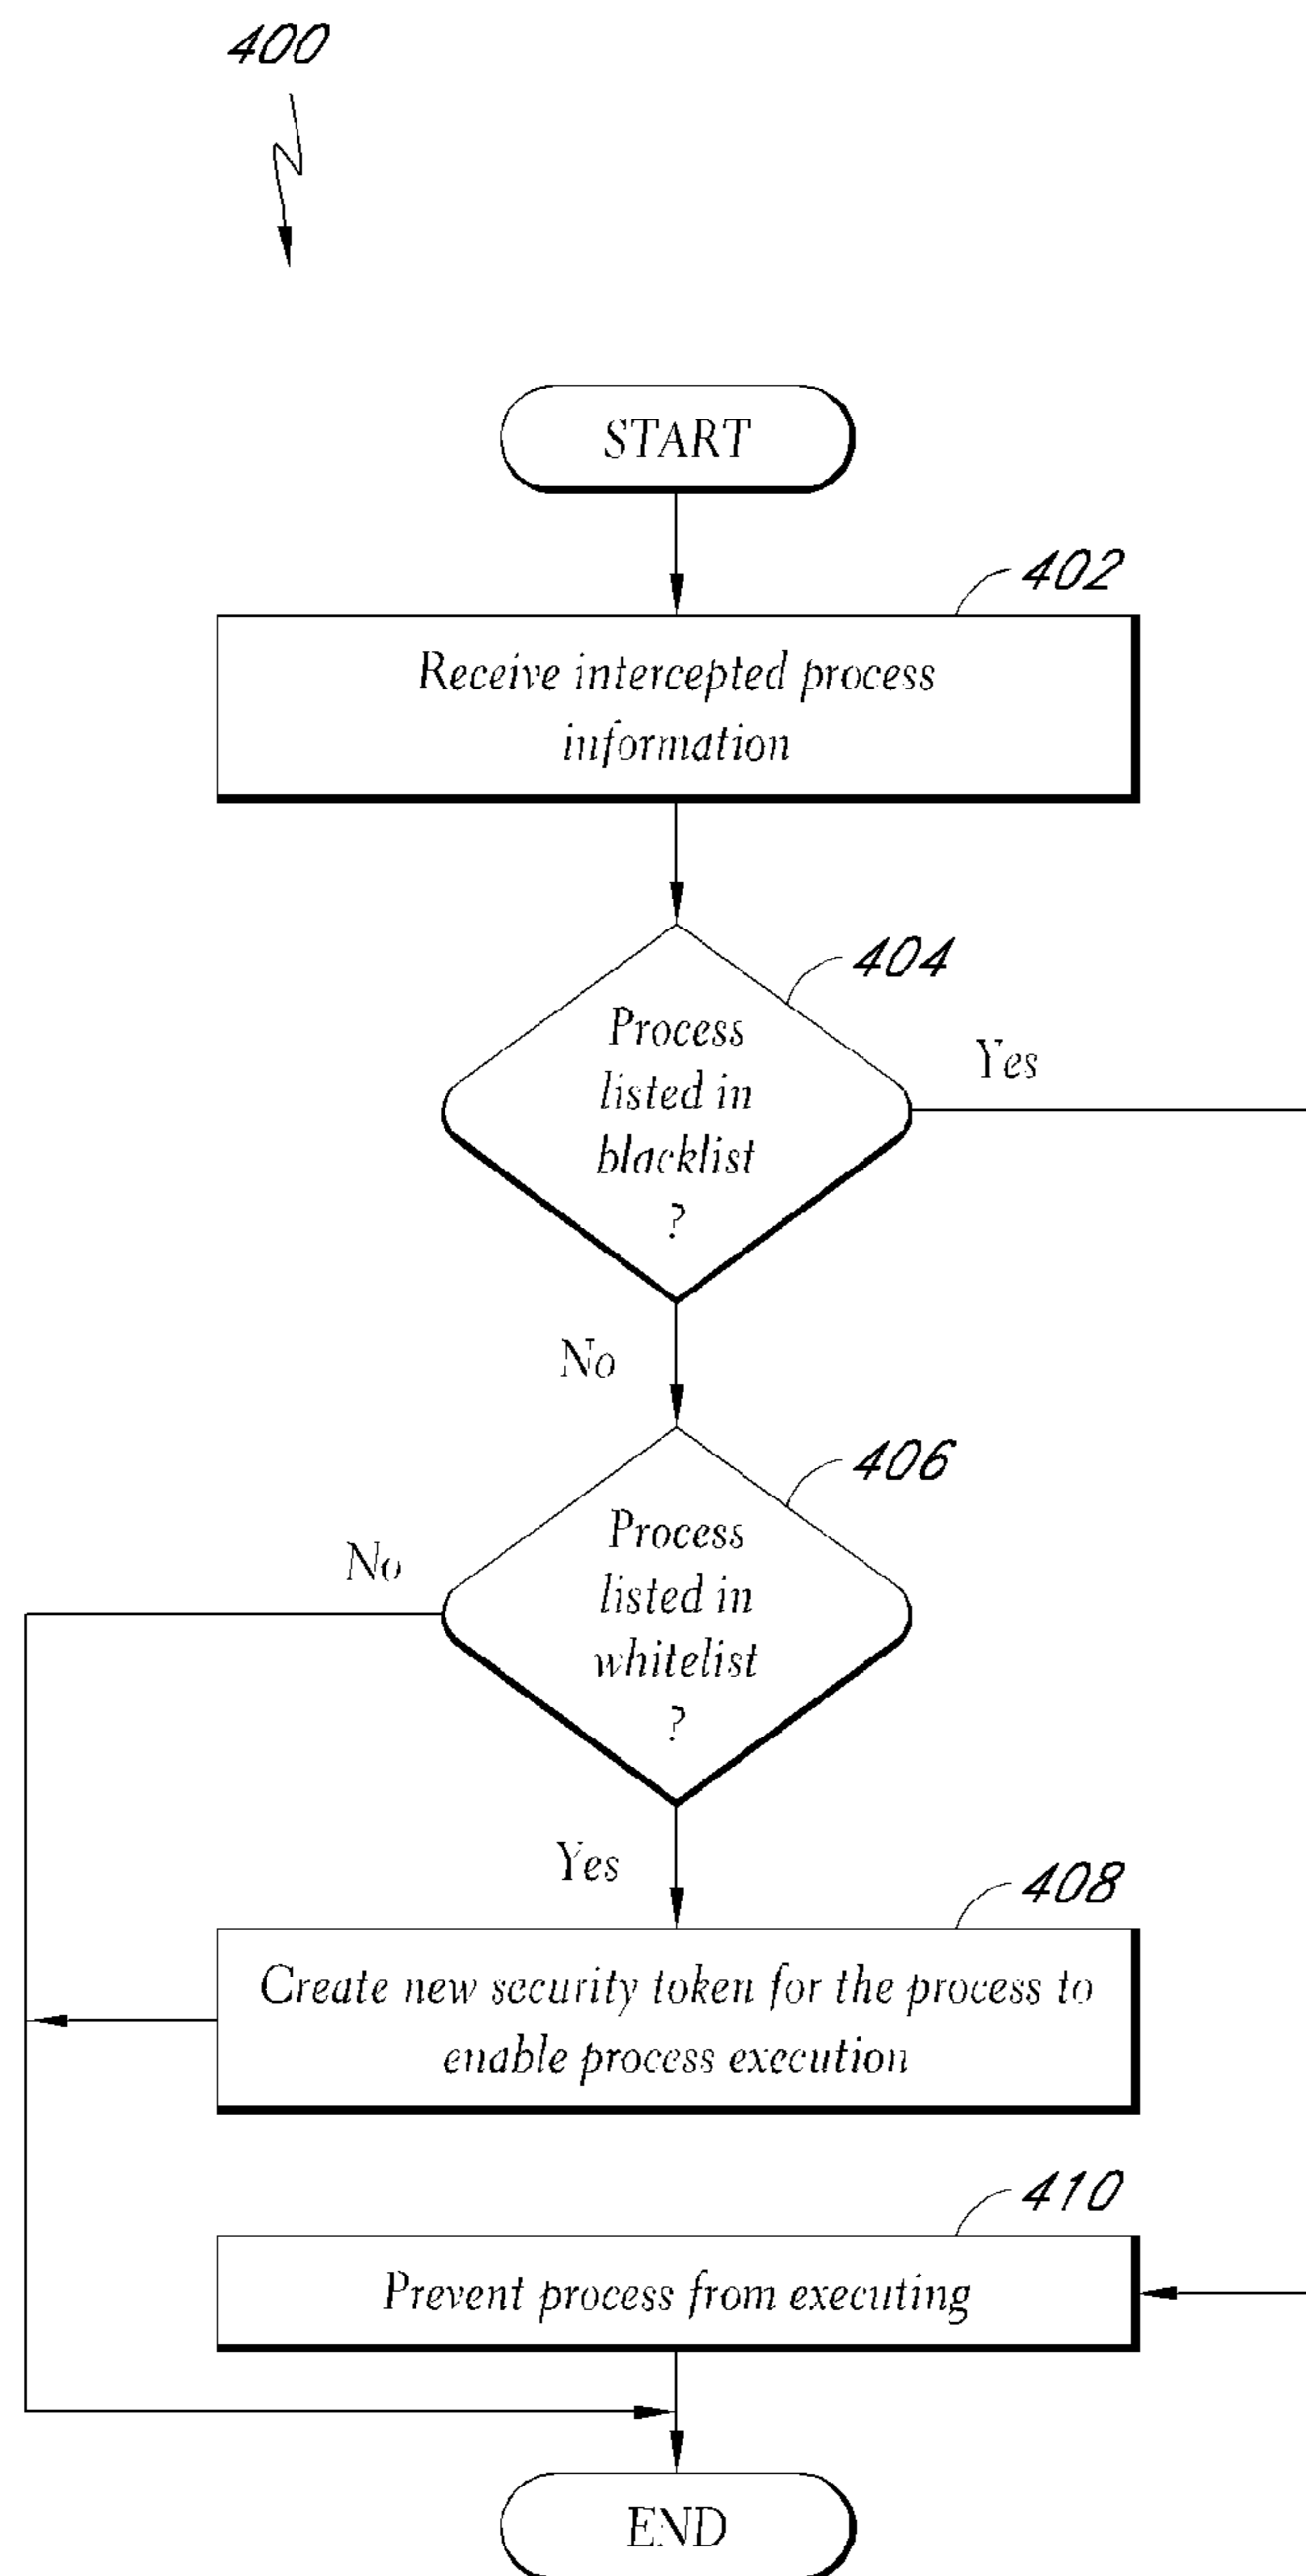 400
START
402
Receive intercepted process
information
404
Process
listed in
blacklist
?
Yes
No
406
Process
listed in
whitelist
?
No
Yes
408
Create new security token for the process to
enable process execution
410
Prevent process from executing
END